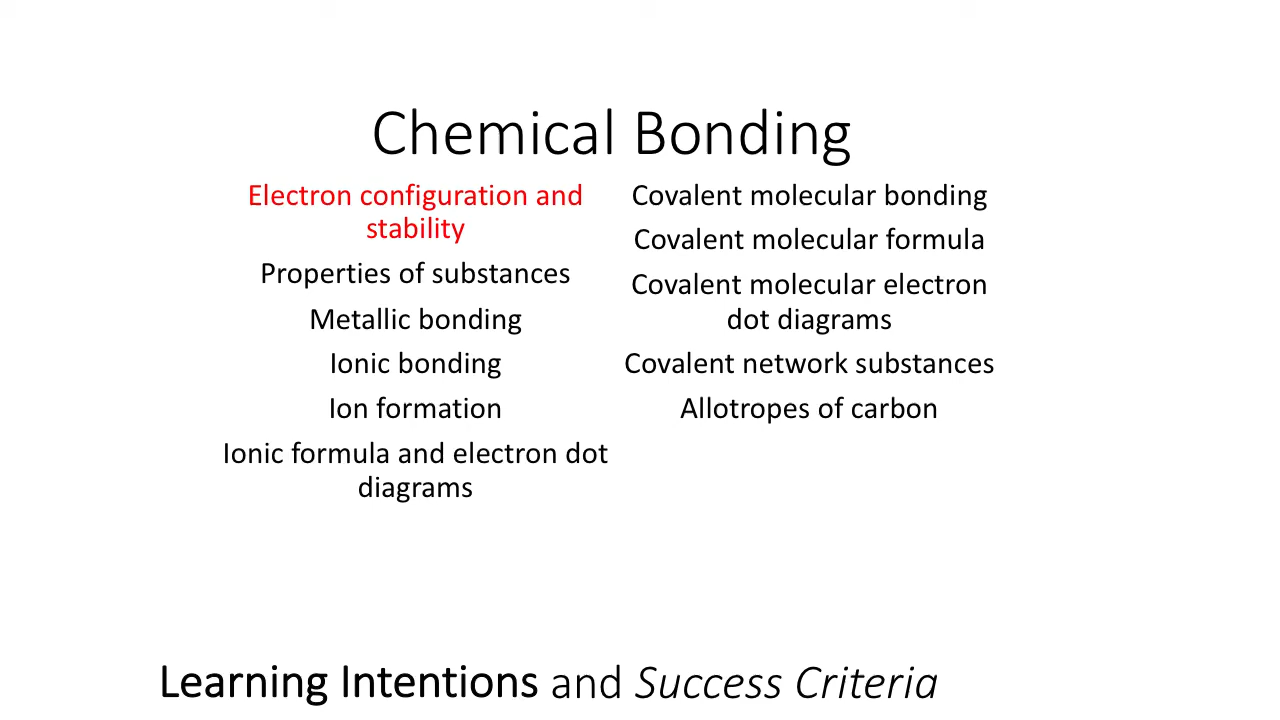 Chemical Bonding
Electron configuration and
stability
Properties of substances
Metallic bonding
Ionic bonding
Ion formation
Ionic formula and electron dot
diagrams
Covalent molecular bonding
Covalent molecular formula
Covalent molecular electron
dot diagrams
Covalent network substances
Allotropes of carbon
Learning Intentions and Success Criteria